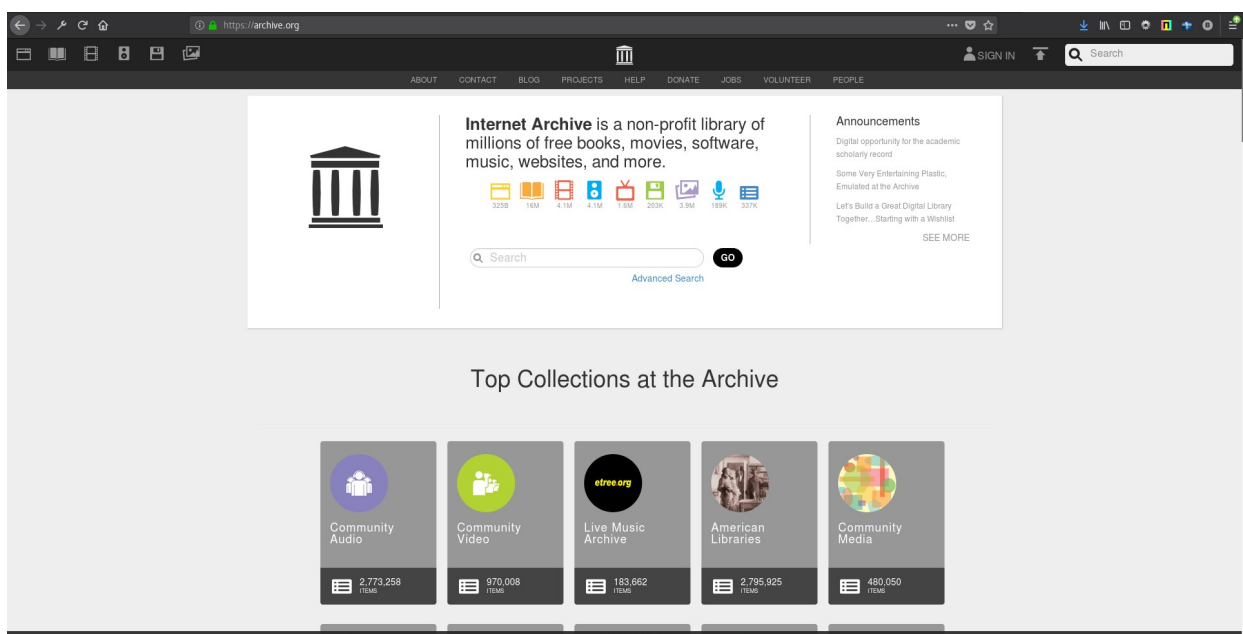 https://archive.org
SIGN IN
Search
ABOUT CONTACT BLOG PROJECTS HELP DONATE JOBS VOLUNTEER PEOPLE
Internet Archive is a non-profit library of
millions of free books, movies, software,
music, websites, and more.
325B 16M 4.1M 4.1M 1.6M 203K 3.9M 189K 337K
Search
GO
Advanced Search
Announcements
Digital opportunity for the academic
scholarly record
Some Very Entertaining Plastic,
Emulated at the Archive
Let's Build a Great Digital Library
Together…Starting with a Wishlist
SEE MORE
Top Collections at the Archive
Community
Audio
2,773,258
ITEMS
Community
Video
970,008
ITEMS
etree.org
Live Music
Archive
183,662
ITEMS
American
Libraries
2,795,925
ITEMS
Community
Media
480,050
ITEMS